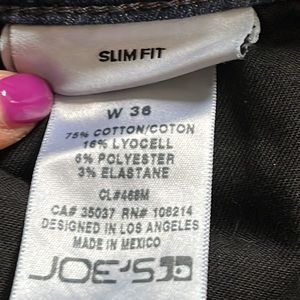 SLIM FIT
W 36
75% COTTON/COTON
16% LYOCELL
6% POLYESTER
3% ELASTANE
CL#468M
CA# 35037 RN# 108214
DESIGNED IN LOS ANGELES
MADE IN MEXICO
JOE'S